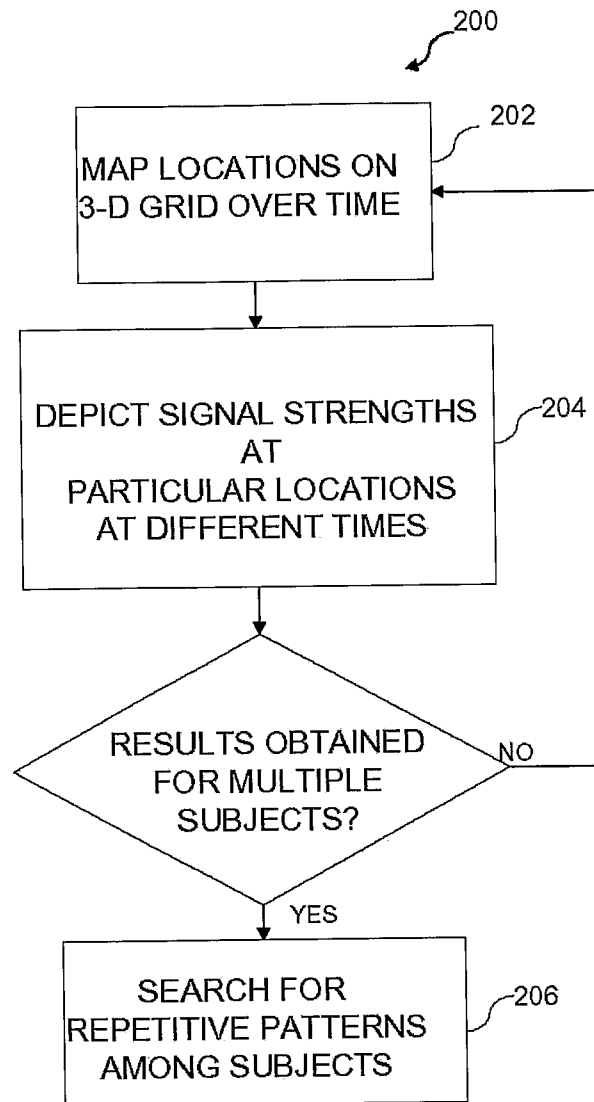 200
202
MAP LOCATIONS ON
3-D GRID OVER TIME
DEPICT SIGNAL STRENGTHS
AT
PARTICULAR LOCATIONS
AT DIFFERENT TIMES
204
RESULTS OBTAINED
FOR MULTIPLE
SUBJECTS?
NO
YES
SEARCH FOR
REPETITIVE PATTERNS
AMONG SUBJECTS
206